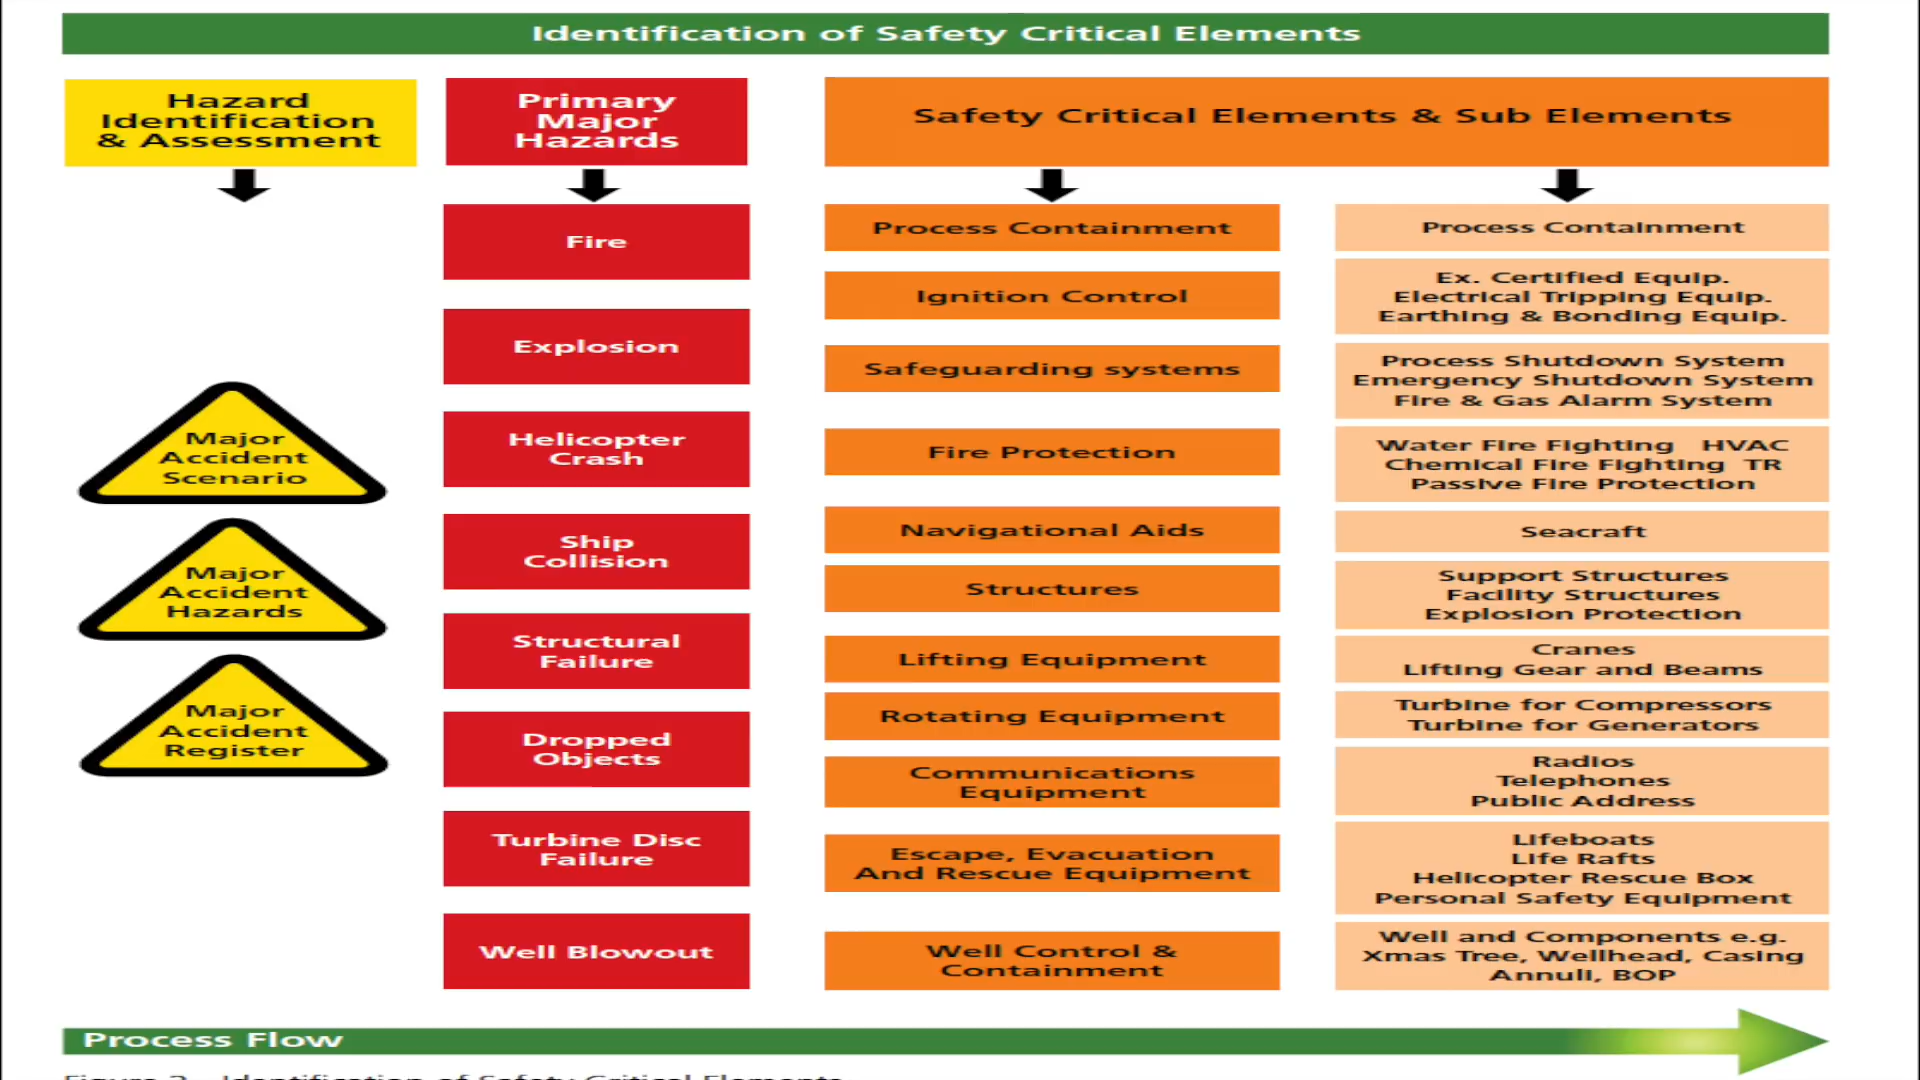 Identification of Safety Critical Elements
Hazard
Identification
& Assessment
Major
Accident
Scenario
Major
Accident
Hazards
Major
Accident
Register
Primary
Major
Hazards
Fire
Explosion
Helicopter
Crash
Ship
Collision
Structural
Failure
Dropped
Objects
Turbine Disc
Failure
Well Blowout
Safety Critical Elements & Sub Elements
Process Containment
Ignition Control
Safeguarding systems
Fire Protection
Navigational Aids
Structures
Lifting Equipment
Rotating Equipment
Communications
Equipment
Escape, Evacuation
And Rescue Equipment
Well Control &
Containment
Process Containment
Ex. Certified Equip.
Electrical Tripping Equip.
Earthing & Bonding Equip.
Process Shutdown System
Emergency Shutdown System
Fire & Gas Alarm System
Water Fire Fighting HVAC
Chemical Fire Fighting TR
Passive Fire Protection
Seacraft
Support Structures
Facility Structures
Explosion Protection
Cranes
Lifting Gear and Beams
Turbine for Compressors
Turbine for Generators
Radios
Telephones
Public Address
Lifeboats
Life Rafts
Helicopter Rescue Box
Personal Safety Equipment
Well and Components e.g.
Xmas Tree, Wellhead, Casing
Annuli, BOP
Process Flow
Identification of Safety Critical Elements